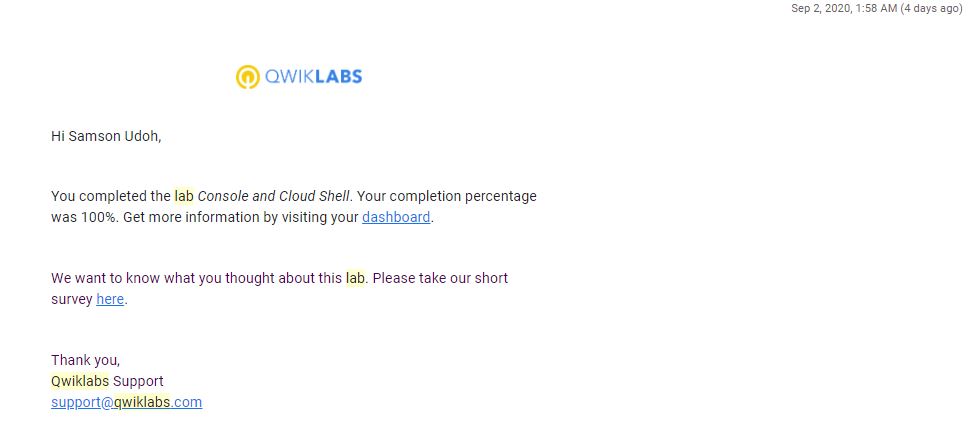 Sep 2, 2020, 1:58 AM (4 days ago)
QWIKLABS
Hi Samson Udoh,
You completed the lab Console and Cloud Shell. Your completion percentage
was 100%. Get more information by visiting your dashboard.
We want to know what you thought about this lab. Please take our short
survey here.
Thank you,
Qwiklabs Support
support@qwiklabs.com